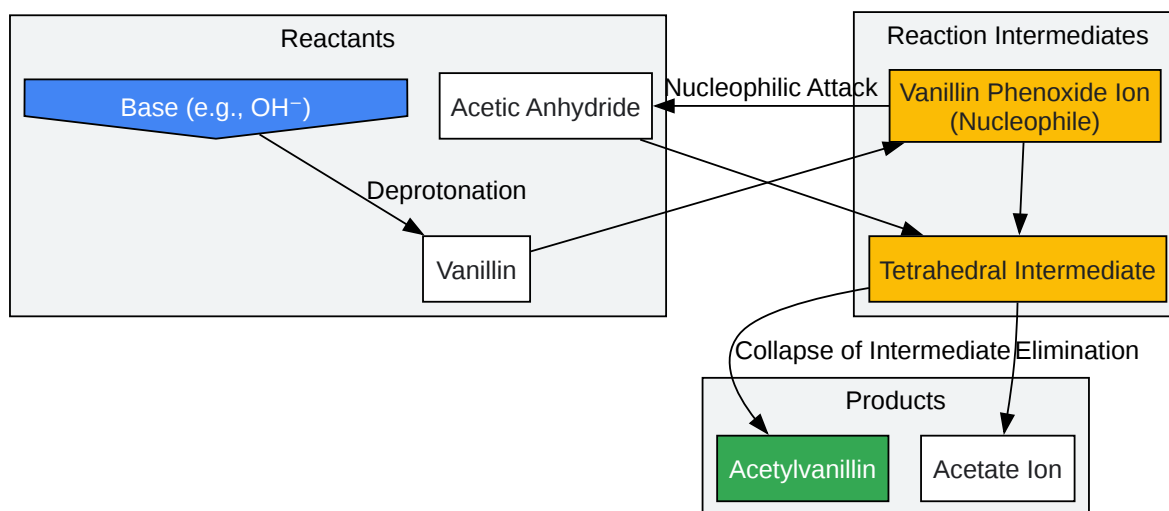 Reactants
Reaction Intermediates
Base (e.g., OH⁻)
Acetic Anhydride
Nucleophilic Attack
Vanillin Phenoxide Ion
(Nucleophile)
Deprotonation
Vanillin
Tetrahedral Intermediate
Collapse of Intermediate
Elimination
Products
Acetylvanillin
Acetate Ion